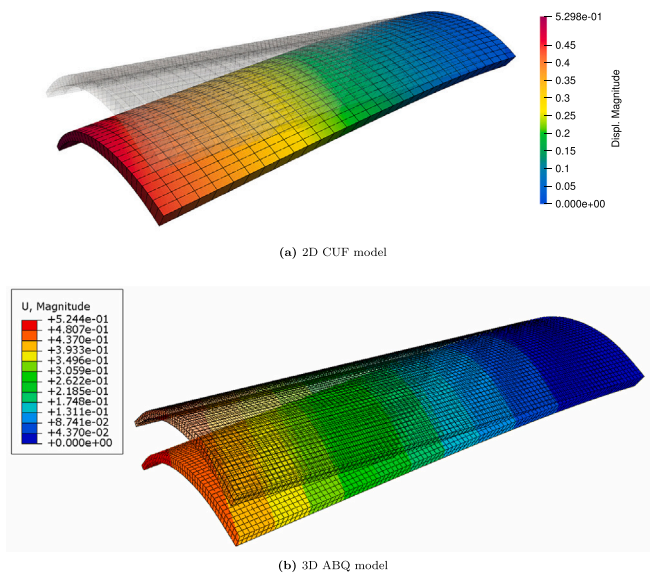 5.298e-01
0.45
0.4
0.35
0.3
0.25
0.2
0.15
0.1
0.05
0.000e+00
Displ. Magnitude
(a) 2D CUF model
U, Magnitude
+5.244e-01
+4.807e-01
+4.370e-01
+3.933e-01
+3.496e-01
+3.059e-01
+2.622e-01
+2.185e-01
+1.748e-01
+1.311e-01
+8.741e-02
+4.370e-02
+0.000e+00
(b) 3D ABQ model